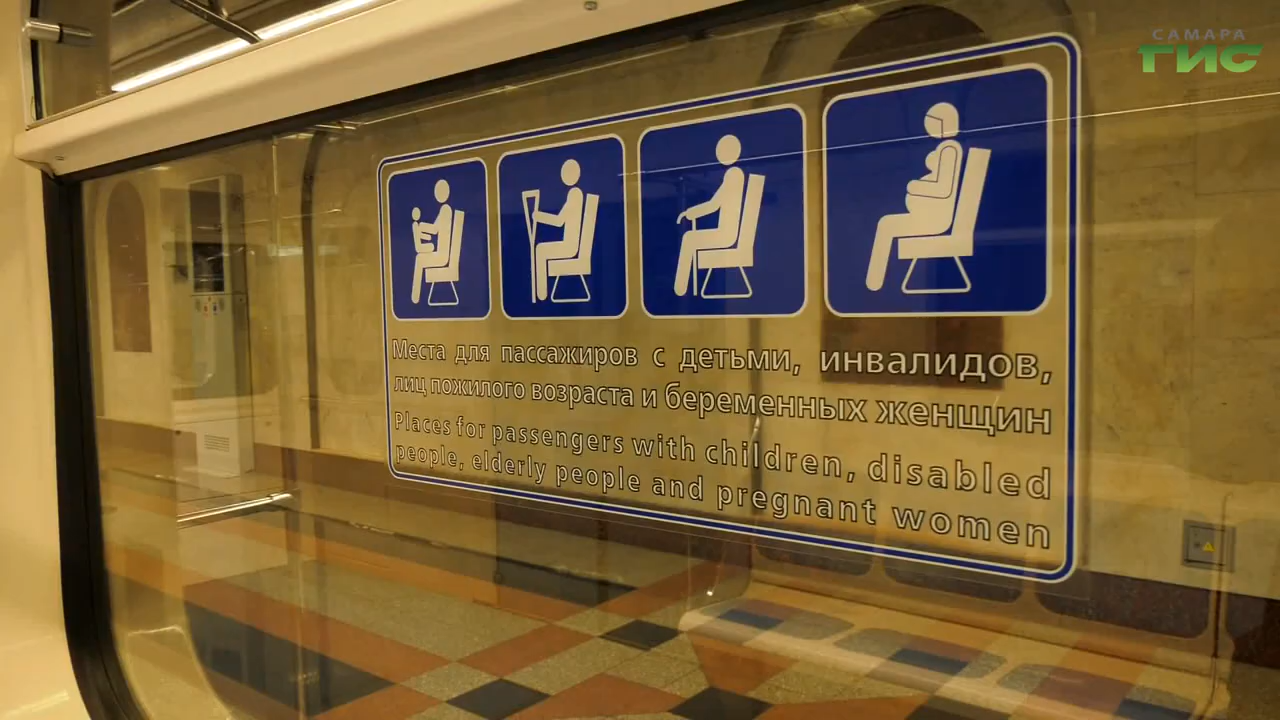 САМАРА
ГИС
Места для пассажиров с детьми, инвалидов,
лиц пожилого возраста и беременных женщин
Places for passengers with children, disabled
people, elderly people and pregnant women